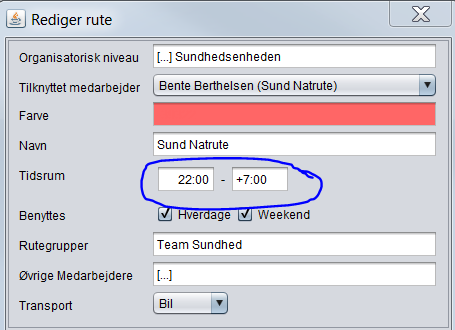 Rediger rute
Organisatorisk niveau [...] Sundhedsenheden
Tilknyttet medarbejder Bente Berthelsen (Sund Natrute)
Farve
Navn Sund Natrute
Tidsrum 22:00 - +7:00
Benyttes Hverdage Weekend
Rutegrupper Team Sundhed
Øvrige Medarbejdere [...]
Transport Bil